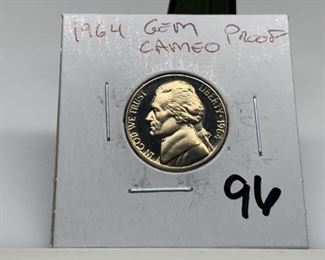 1964 GEM PROOF
CAMEO
IN GOD WE TRUST
LIBERTY · 1964
96